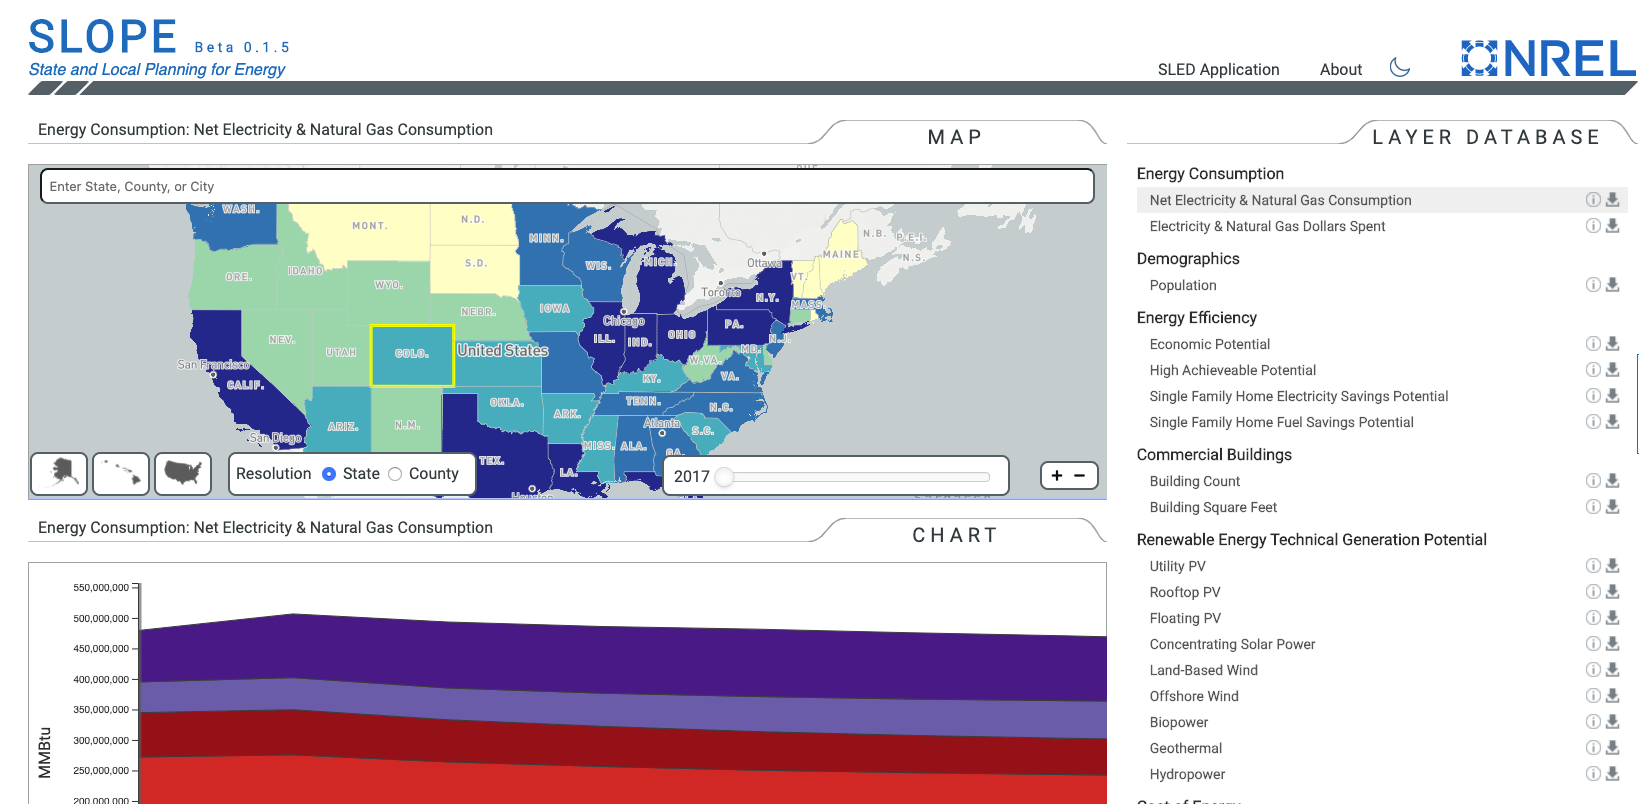 SLOPE Beta 0.1.5
State and Local Planning for Energy
SLED Application
About
NREL
Energy Consumption: Net Electricity & Natural Gas Consumption
MAP
Enter State, County, or City
WASH.
MONT.
N.D.
MINN.
ORE.
IDAHO
S.D.
WIS.
MICH.
Ottawa
MAINE
N.B.
P.E.I.
N.S.
VT.
WYO.
Toronto
N.Y.
MASS.
NEBR.
IOWA
Chicago
NEV.
UTAH
COLO.
United States
ILL.
IND.
OHIO
PA.
N.J.
MD.
W.VA.
San Francisco
CALIF.
KY.
VA.
ARIZ.
N.M.
OKLA.
ARK.
TENN.
N.C.
Atlanta
S.C.
San Diego
MISS.
ALA.
GA.
TEX.
LA.
Houston
Resolution State County
2017
+ −
Energy Consumption: Net Electricity & Natural Gas Consumption
CHART
550,000,000
500,000,000
450,000,000
400,000,000
350,000,000
300,000,000
250,000,000
200,000,000
MMBtu
LAYER DATABASE
Energy Consumption
Net Electricity & Natural Gas Consumption
Electricity & Natural Gas Dollars Spent
Demographics
Population
Energy Efficiency
Economic Potential
High Achieveable Potential
Single Family Home Electricity Savings Potential
Single Family Home Fuel Savings Potential
Commercial Buildings
Building Count
Building Square Feet
Renewable Energy Technical Generation Potential
Utility PV
Rooftop PV
Floating PV
Concentrating Solar Power
Land-Based Wind
Offshore Wind
Biopower
Geothermal
Hydropower
Cost of Energy